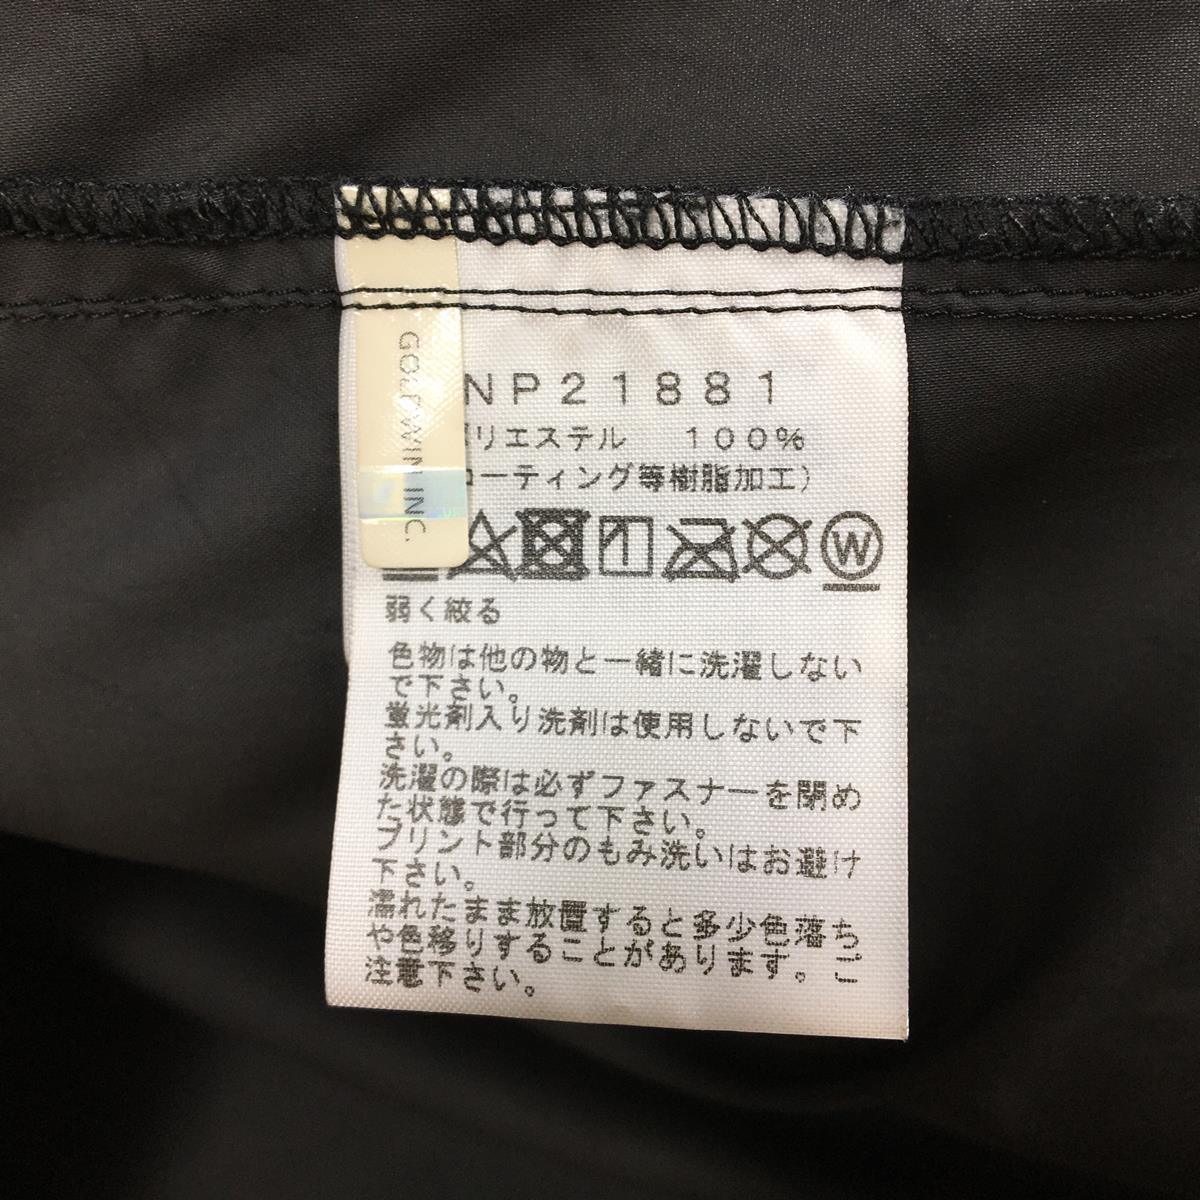 GOLDWIN INC.
NP21881
リエステル 100%
ーティング等樹脂加工)
W
弱く絞る
色物は他の物と一緒に洗濯しない
で下さい。
蛍光剤入り洗剤は使用しないで下
さい。
洗濯の際は必ずファスナーを閉め
た状態で行って下さい。
プリント部分のもみ洗いはお避け
下さい。
濡れたまま放置すると多少色落ち
や色移りすることがあります。ご
注意下さい。